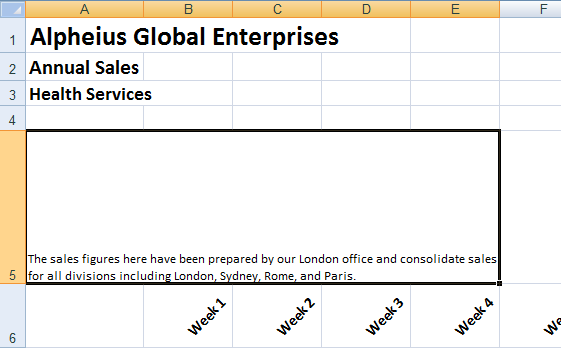 A B C D E F
1 Alpheius Global Enterprises
2 Annual Sales
3 Health Services
4
The sales figures here have been prepared by our London office and consolidate sales
5 for all divisions including London, Sydney, Rome, and Paris.
6 Week 1 Week 2 Week 3 Week 4